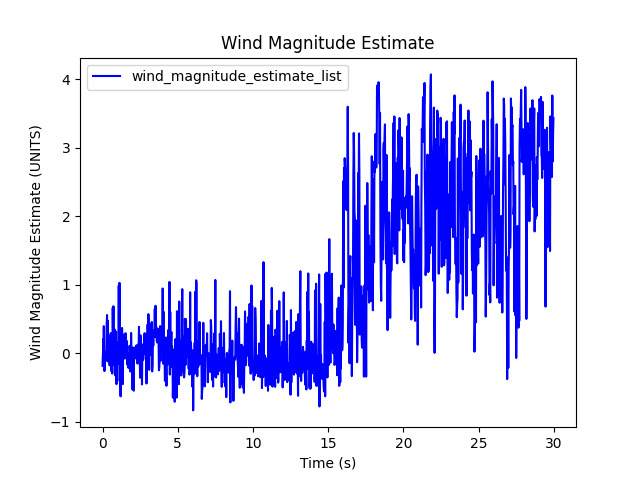 Wind Magnitude Estimate
wind_magnitude_estimate_list
Wind Magnitude Estimate (UNITS)
4
3
2
1
0
−1
0 5 10 15 20 25 30
Time (s)